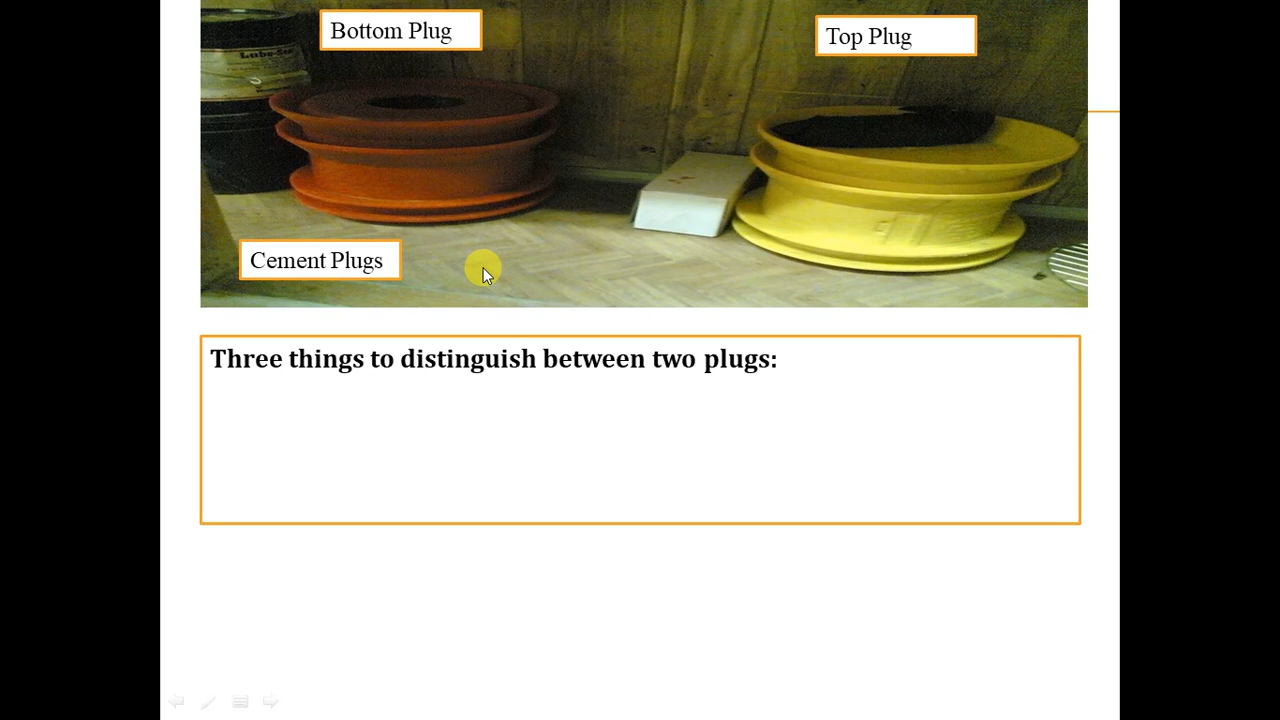 Bottom Plug
Top Plug
Cement Plugs
Three things to distinguish between two plugs: